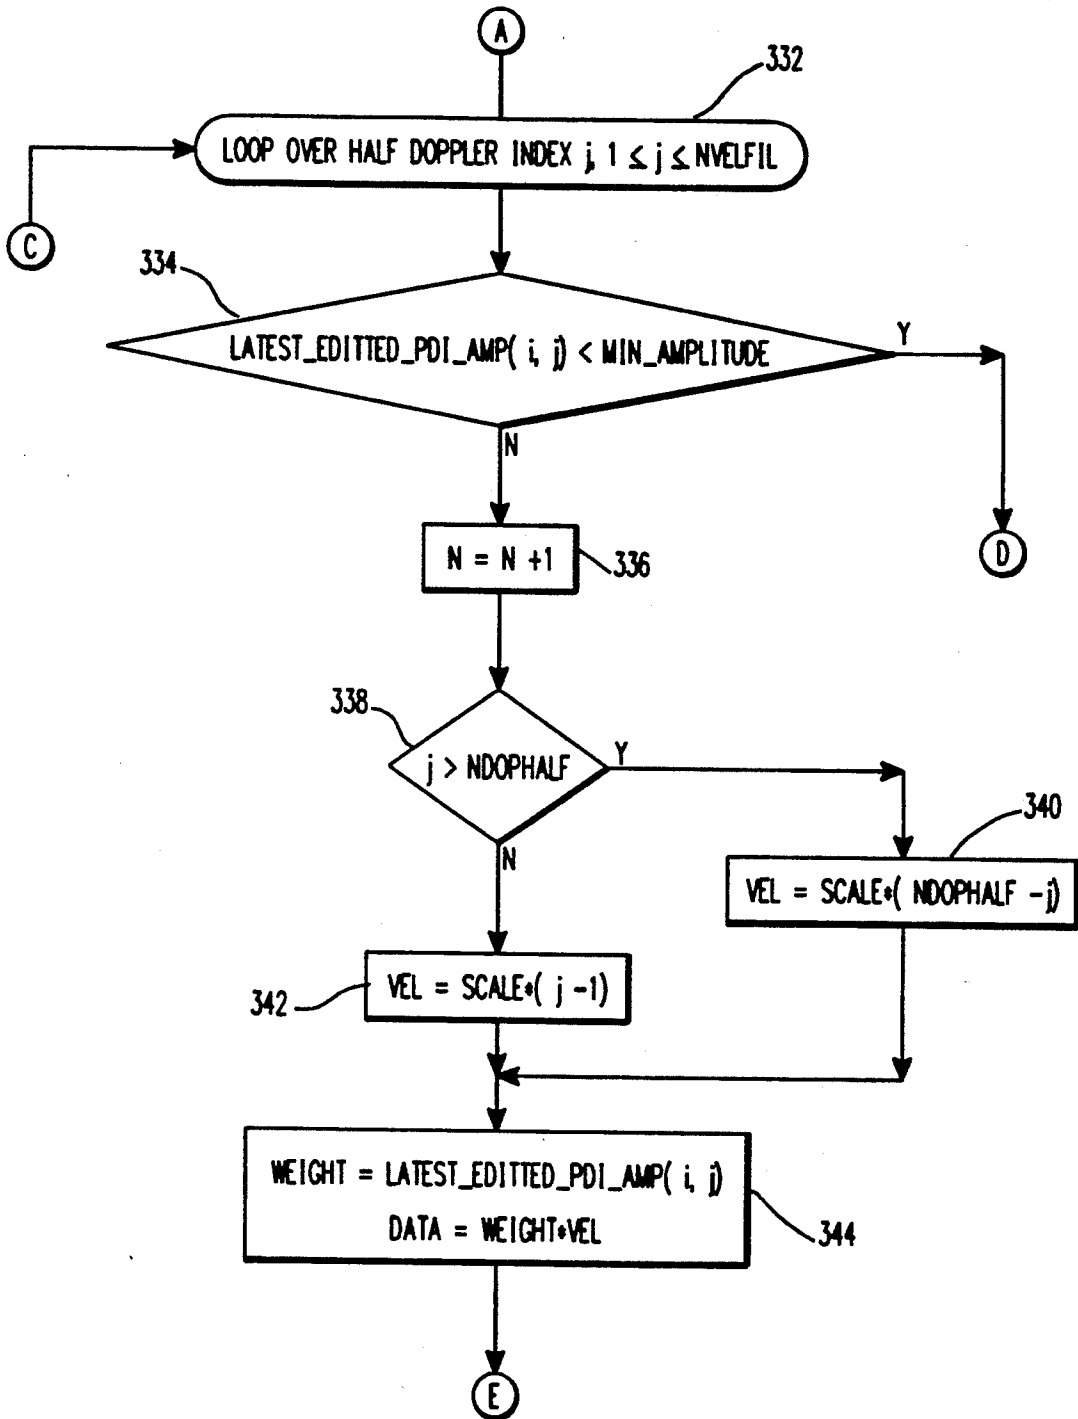 A
332
LOOP OVER HALF DOPPLER INDEX j, 1 ≤ j ≤ NVELFIL
C
334
LATEST_EDITTED_PDI_AMP( i, j) < MIN_AMPLITUDE
Y
N
D
N = N +1
336
338
j > NDOPHALF
Y
N
340
VEL = SCALE*( NDOPHALF -j)
VEL = SCALE*( j -1)
342
WEIGHT = LATEST_EDITTED_PDI_AMP( i, j)
DATA = WEIGHT*VEL
344
E